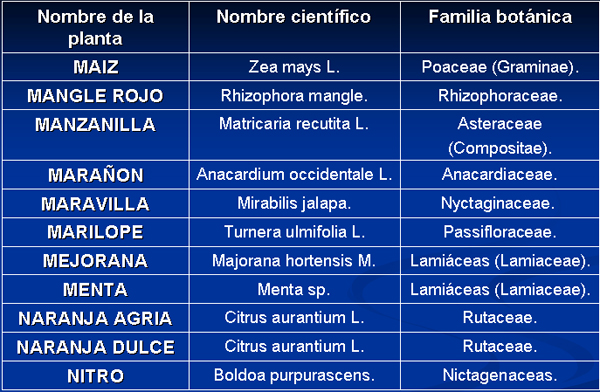 Nombre de la planta Nombre científico Familia botánica
MAIZ Zea mays L. Poaceae (Graminae).
MANGLE ROJO Rhizophora mangle. Rhizophoraceae.
MANZANILLA Matricaria recutita L. Asteraceae (Compositae).
MARAÑON Anacardium occidentale L. Anacardiaceae.
MARAVILLA Mirabilis jalapa. Nyctaginaceae.
MARILOPE Turnera ulmifolia L. Passifloraceae.
MEJORANA Majorana hortensis M. Lamiáceas (Lamiaceae).
MENTA Menta sp. Lamiáceas (Lamiaceae).
NARANJA AGRIA Citrus aurantium L. Rutaceae.
NARANJA DULCE Citrus aurantium L. Rutaceae.
NITRO Boldoa purpurascens. Nictagenaceas.